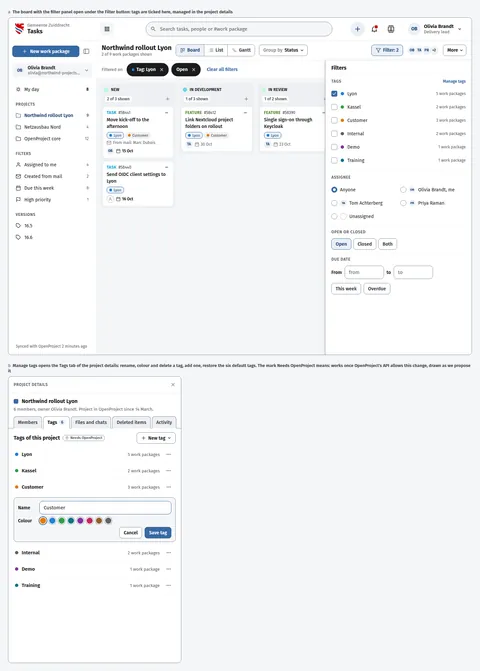 The board with the filter panel open under the Filter button: tags are ticked here, managed in the project details
Gemeente Zuiddrecht
Tasks
Search tasks, people or #work package
Olivia Brandt
Delivery lead
+ New work package
Olivia Brandt
My day
PROJECTS
Northwind rollout Lyon
Netzausbau Nord 4
OpenProject core 12
FILTERS
Assigned to me
Created from mail 2
Due this week
High priority 1
VERSIONS
16.5
16.6
Synced with OpenProject 2 minutes ago
Northwind rollout Lyon
2 of 9 work packages shown
Board
List
Gantt
Group by: Status
Filter: 2
More
Filtered on
Tag: Lyon ×
Open ×
Clear all filters
NEW
2 of 3 shown
TASK
Move kick-off to the afternoon
Lyon
Customer
From mail Marc Dubois
OB
15 Oct
TASK
Send OIDC client settings to Lyon
Lyon
16 Oct
IN DEVELOPMENT
1 of 3 shown
FEATURE
Link Nextcloud project folders on rollout
Lyon
Customer
TA
30 Oct
IN REVIEW
1 of 2 shown
FEATURE
Single sign-on through Keycloak
Lyon
Customer
TA
23 Oct
Filters
TAGS
Manage tags
Lyon 3 work packages
Kassel 2 work packages
Customer 3 work packages
Internal 2 work packages
Demo 1 work package
Training 1 work package
ASSIGNEE
Anyone
OB Olivia Brandt, me
TA Tom Achterberg
PR Priya Raman
Unassigned
OPEN OR CLOSED
Open
Closed
Both
DUE DATE
From
from
to
to
This week
Overdue
Manage tags opens the Tags tab of the project details: rename, colour and delete a tag, add one, restore the six default tags. The mark Needs OpenProject means: works once OpenProject's API allows this change, drawn as we propose it
PROJECT DETAILS ×
Northwind rollout Lyon
6 members, owner Olivia Brandt. Project in OpenProject since 14 March.
Members
Tags 6
Files and chats
Deleted items
Activity
Tags of this project
Needs OpenProject
+ New tag
Lyon 3 work packages
Kassel 2 work packages
Customer 3 work packages
Name
Customer
Colour
Cancel
Save tag
Internal 2 work packages
Demo 1 work package
Training 1 work package